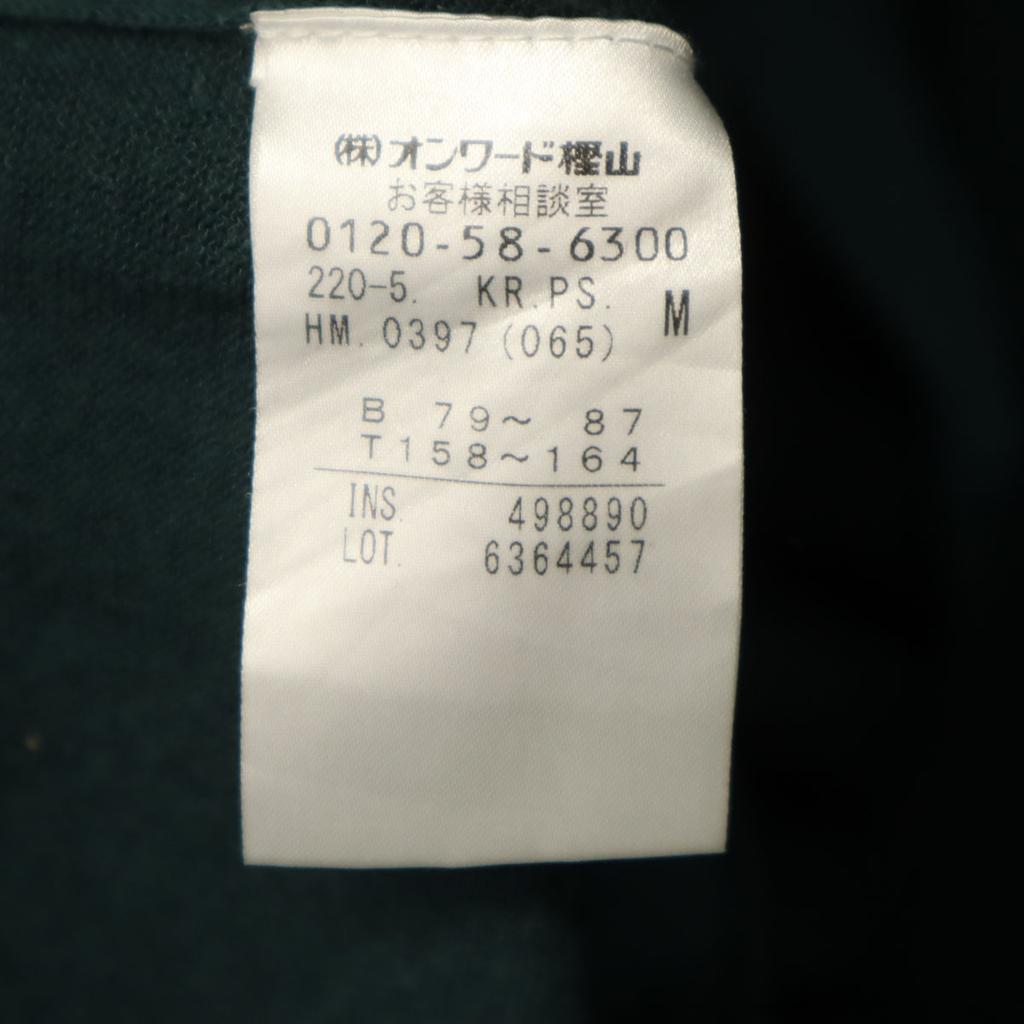 (株)オンワード樫山
お客様相談室
0120-58-6300
220-5. KR.PS. M
HM. 0397 (065)
B 79~ 87
T158~164
INS. 498890
LOT. 6364457